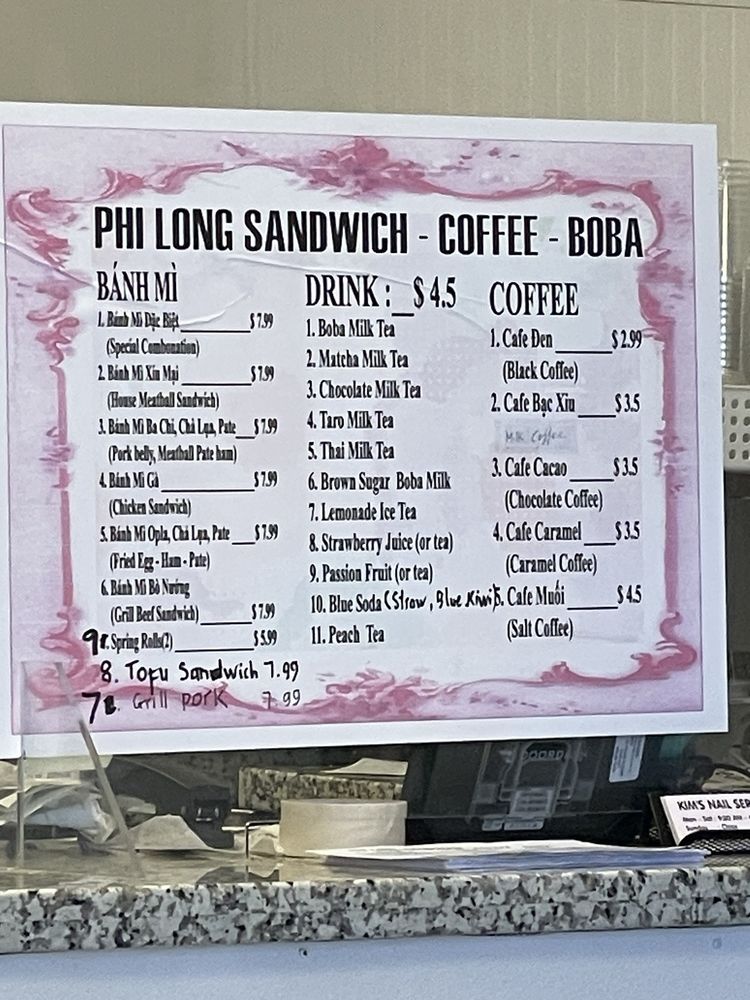 PHI LONG SANDWICH - COFFEE - BOBA
BÁNH MÌ
1. Bánh Mì Đặc Biệt $7.99
(Special Combonation)
2. Bánh Mì Xíu Mại $7.99
(House Meatball Sandwich)
3. Bánh Mì Ba Chỉ, Chả Lụa, Pate $7.99
(Pork belly, Meatball Pate ham)
4. Bánh Mì Gà $7.99
(Chicken Sandwich)
5. Bánh Mì Opla, Chả Lụa, Pate $7.99
(Fried Egg - Ham - Pate)
6. Bánh Mì Bò Nướng
(Grill Beef Sandwich) $7.99
9. Spring Rolls(2) $5.99
8. Tofu Sandwich 7.99
7. Grill pork 7.99
DRINK : $4.5
1. Boba Milk Tea
2. Matcha Milk Tea
3. Chocolate Milk Tea
4. Taro Milk Tea
5. Thai Milk Tea
6. Brown Sugar Boba Milk
7. Lemonade Ice Tea
8. Strawberry Juice (or tea)
9. Passion Fruit (or tea)
10. Blue Soda (Straw, Blue Kiwi)
11. Peach Tea
COFFEE
1. Cafe Đen $2.99
(Black Coffee)
2. Cafe Bạc Xỉu $3.5
Milk Coffee
3. Cafe Cacao $3.5
(Chocolate Coffee)
4. Cafe Caramel $3.5
(Caramel Coffee)
5. Cafe Muối $4.5
(Salt Coffee)
KIM'S NAIL SER
Mon - Sat : 9:30 AM -
Sunday Close